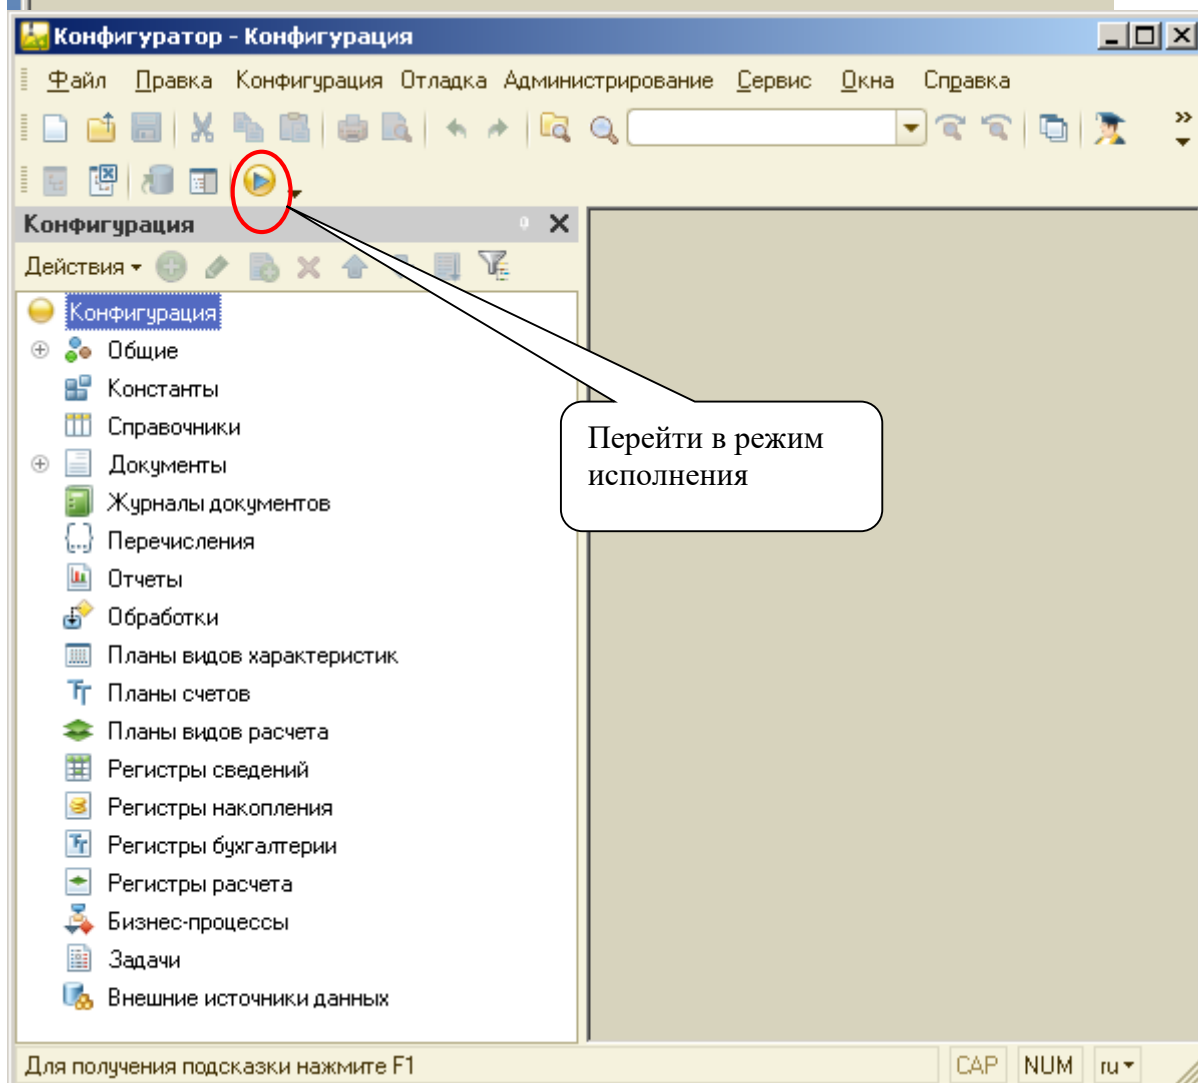 Конфигуратор - Конфигурация
Файл Правка Конфигурация Отладка Администрирование Сервис Окна Справка
Конфигурация
Действия
Конфигурация
Общие
Константы
Справочники
Документы
Журналы документов
Перечисления
Отчеты
Обработки
Планы видов характеристик
Планы счетов
Планы видов расчета
Регистры сведений
Регистры накопления
Регистры бухгалтерии
Регистры расчета
Бизнес-процессы
Задачи
Внешние источники данных
Перейти в режим
исполнения
Для получения подсказки нажмите F1 CAP NUM ru